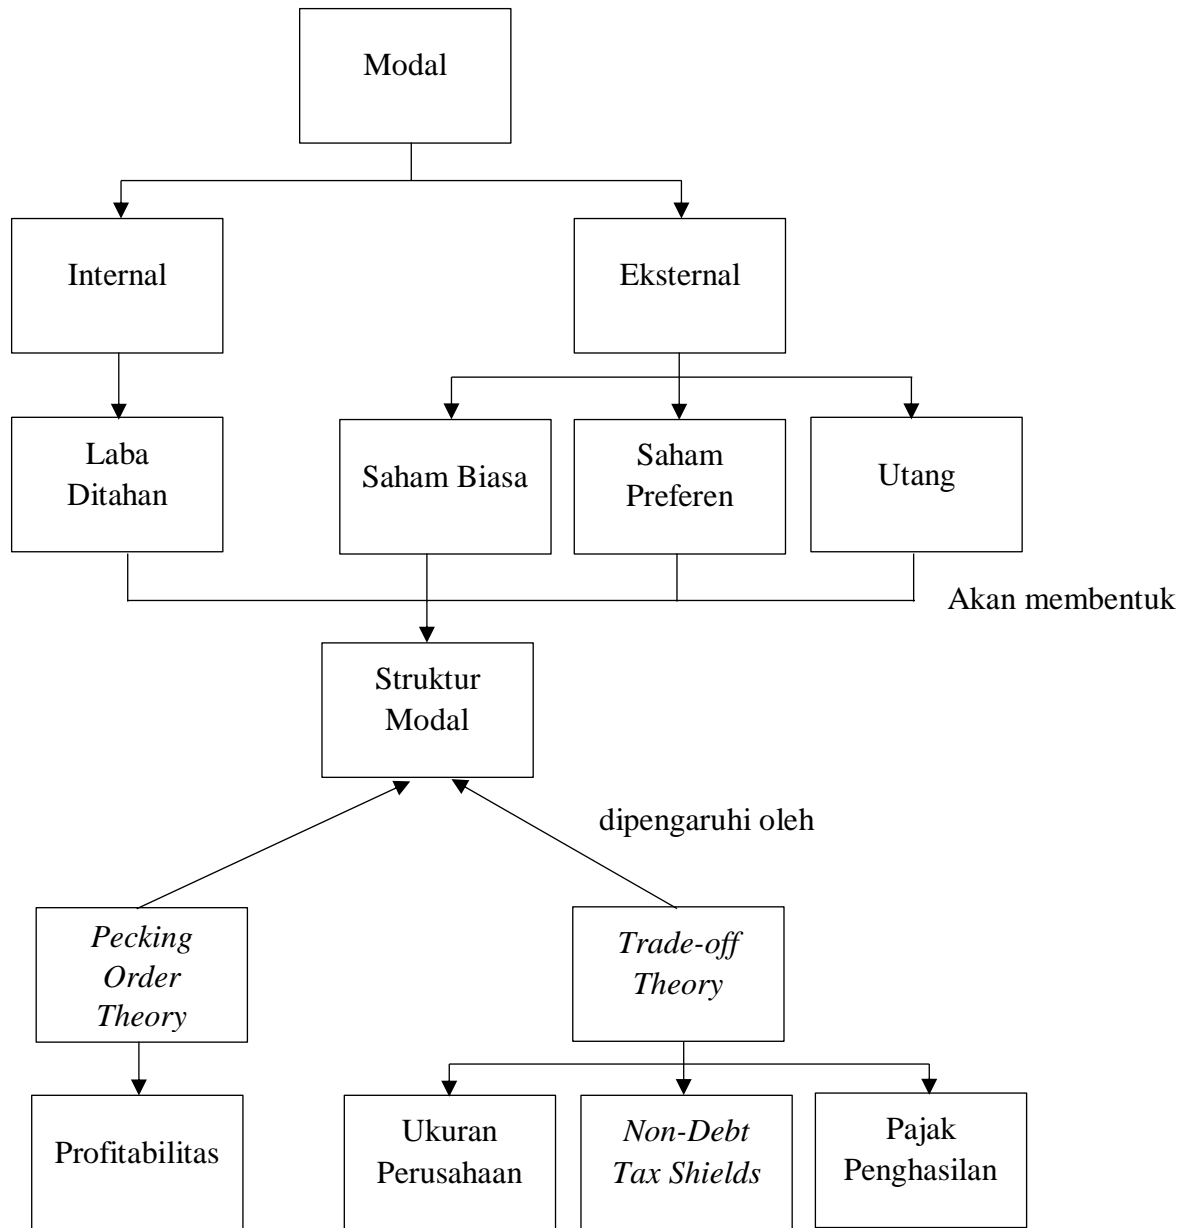 Modal
Internal
Eksternal
Laba
Ditahan
Saham Biasa
Saham
Preferen
Utang
Akan membentuk
Struktur
Modal
dipengaruhi oleh
Pecking
Order
Theory
Trade-off
Theory
Profitabilitas
Ukuran
Perusahaan
Non-Debt
Tax Shields
Pajak
Penghasilan